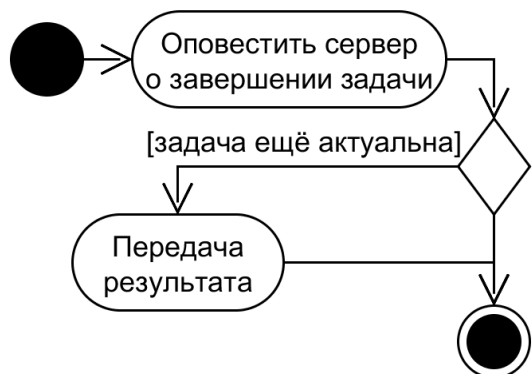 Оповестить сервер
о завершении задачи
[задача ещё актуальна]
Передача
результата